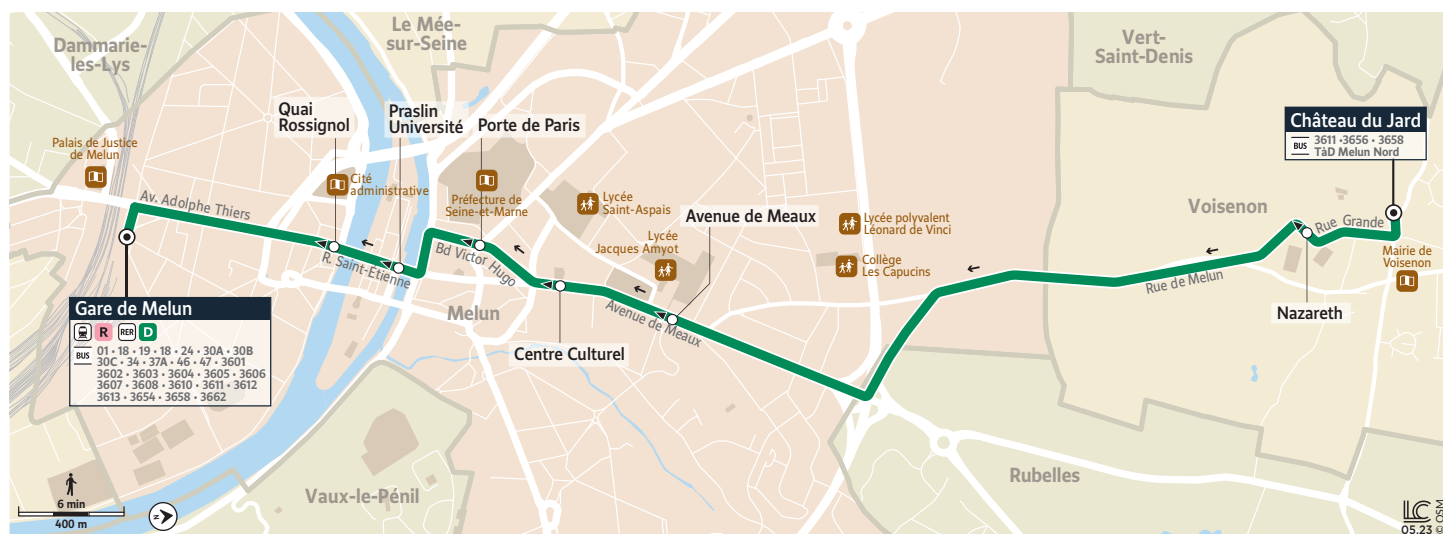 Dammarie-
les-Lys
Le Mée-
sur-Seine
Vert-
Saint-Denis
Quai
Rossignol
Praslin
Université
Porte de Paris
Château du Jard
BUS
3611 • 3656 • 3658
TàD Melun Nord
Palais de Justice
de Melun
Cité
administrative
Préfecture de
Seine-et-Marne
Lycée
Saint-Aspais
Lycée
Jacques Amyot
Avenue de Meaux
Lycée polyvalent
Léonard de Vinci
Collège
Les Capucins
Voisenon
Rue Grande
Mairie de
Voisenon
Av. Adolphe Thiers
R. Saint-Etienne
Bd Victor Hugo
Avenue de Meaux
Rue de Melun
Nazareth
Gare de Melun
R
RER
D
BUS
01 • 18 • 19 • 18 • 24 • 30A • 30B
30C • 34 • 37A • 46 • 47 • 3601
3602 • 3603 • 3604 • 3605 • 3606
3607 • 3608 • 3610 • 3611 • 3612
3613 • 3654 • 3658 • 3662
Melun
Centre Culturel
Vaux-le-Pénil
Rubelles
6 min
400 m
N
LC
05.23 © OSM